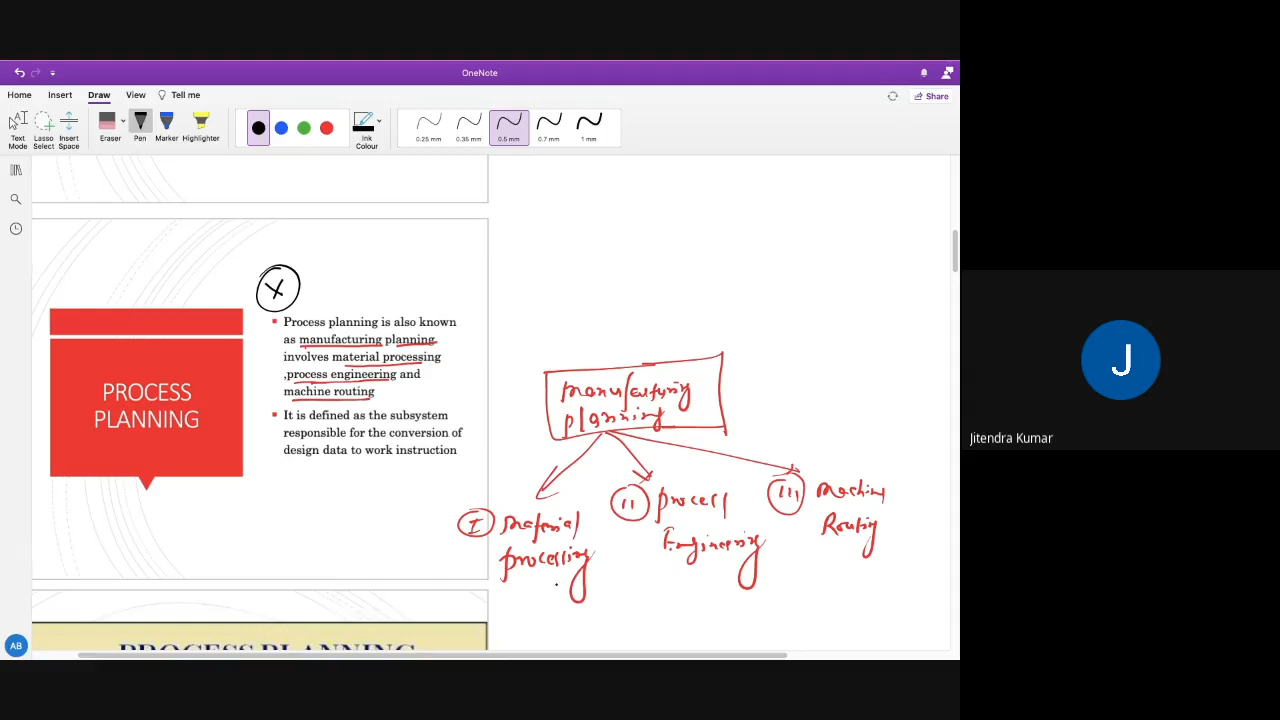 OneNote
Home Insert Draw View Tell me
Share
Text Mode
Lasso Select
Insert Space
Eraser
Pen
Marker
Highlighter
Ink Colour
0.25 mm 0.35 mm 0.5 mm 0.7 mm 1 mm
X
PROCESS
PLANNING
Process planning is also known
as manufacturing planning
involves material processing
,process engineering and
machine routing
It is defined as the subsystem
responsible for the conversion of
design data to work instruction
manufacturing
planning
I material
processing
II process
Engineering
III machine
Routing
PROCESS PLANNING
AB
J
Jitendra Kumar